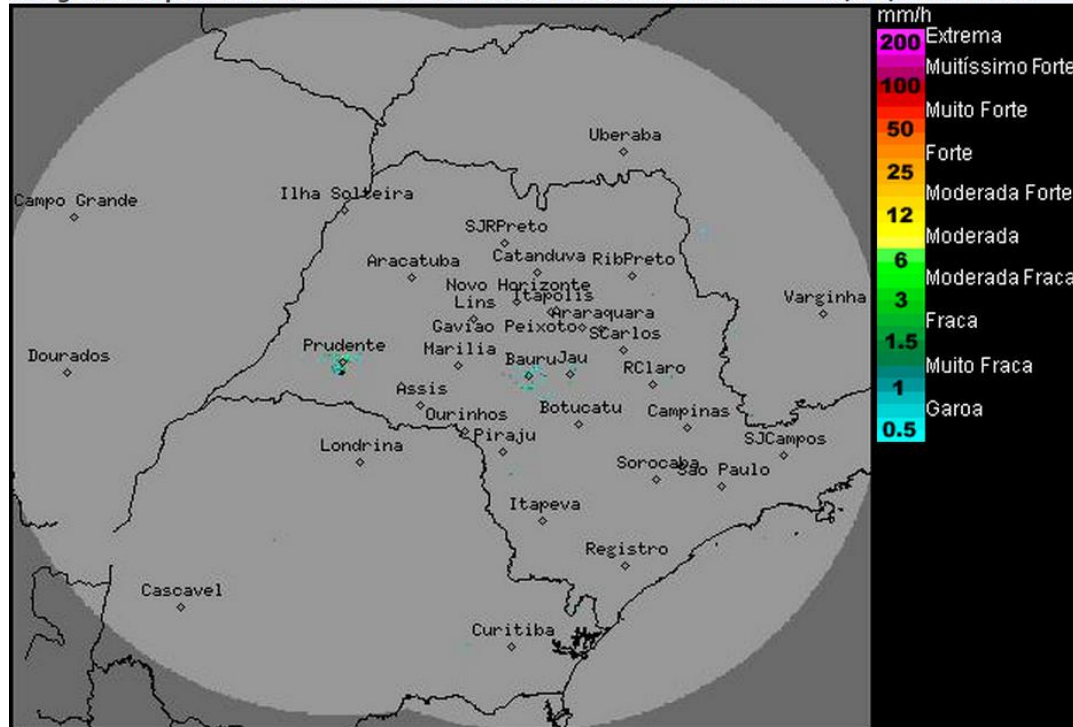 mm/h
200 Extrema
Muitíssimo Forte
100
Muito Forte
50
Forte
25
Moderada Forte
12
Moderada
6
Moderada Fraca
3
Fraca
1.5
Muito Fraca
1
Garoa
0.5
Uberaba
Campo Grande
Ilha Solteira
SJRPreto
Aracatuba
Catanduva
RibPreto
Novo Horizonte
Lins
Itapolis
Varginha
Gaviao Peixoto
Araraquara
SCarlos
Prudente
Dourados
Marilia
Bauru
Jau
RClaro
Assis
Ourinhos
Botucatu
Campinas
Piraju
Londrina
SJCampos
Sorocaba
Sao Paulo
Itapeva
Registro
Cascavel
Curitiba